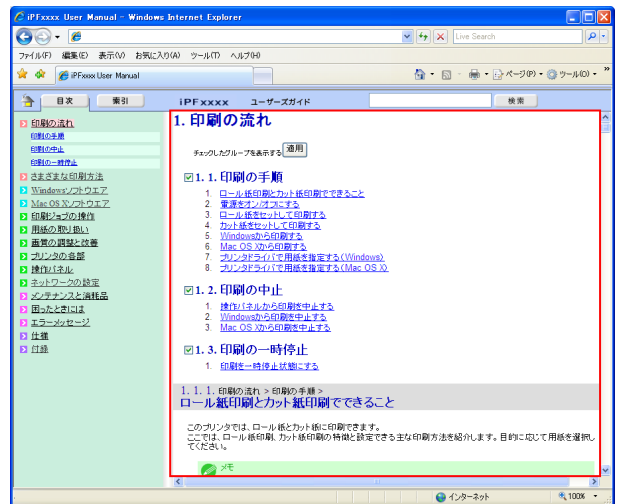 iPFxxxx User Manual - Windows Internet Explorer
Live Search
ファイル(F) 編集(E) 表示(V) お気に入り(A) ツール(T) ヘルプ(H)
iPFxxxx User Manual
ページ(P) ツール(O)
目次 索引 iPFxxxx ユーザーズガイド 検索
印刷の流れ
印刷の手順
印刷の中止
印刷の一時停止
さまざまな印刷方法
Windowsソフトウエア
Mac OS Xソフトウエア
印刷ジョブの操作
用紙の取り扱い
画質の調整と改善
プリンタの各部
操作パネル
ネットワークの設定
メンテナンスと消耗品
困ったときには
エラーメッセージ
仕様
付録
1. 印刷の流れ
チェックしたグループを表示する 適用
1. 1. 印刷の手順
1. ロール紙印刷とカット紙印刷でできること
2. 電源をオン/オフにする
3. ロール紙をセットして印刷する
4. カット紙をセットして印刷する
5. Windowsから印刷する
6. Mac OS Xから印刷する
7. プリンタドライバで用紙を指定する(Windows)
8. プリンタドライバで用紙を指定する(Mac OS X)
1. 2. 印刷の中止
1. 操作パネルから印刷を中止する
2. Windowsから印刷を中止する
3. Mac OS Xから印刷を中止する
1. 3. 印刷の一時停止
1. 印刷を一時停止状態にする
1. 1. 1. 印刷の流れ > 印刷の手順 >
ロール紙印刷とカット紙印刷でできること
このプリンタでは、ロール紙とカット紙に印刷できます。
ここでは、ロール紙印刷、カット紙印刷の特徴と設定できる主な印刷方法を紹介します。目的に応じて用紙を選択し
てください。
メモ
インターネット 100%